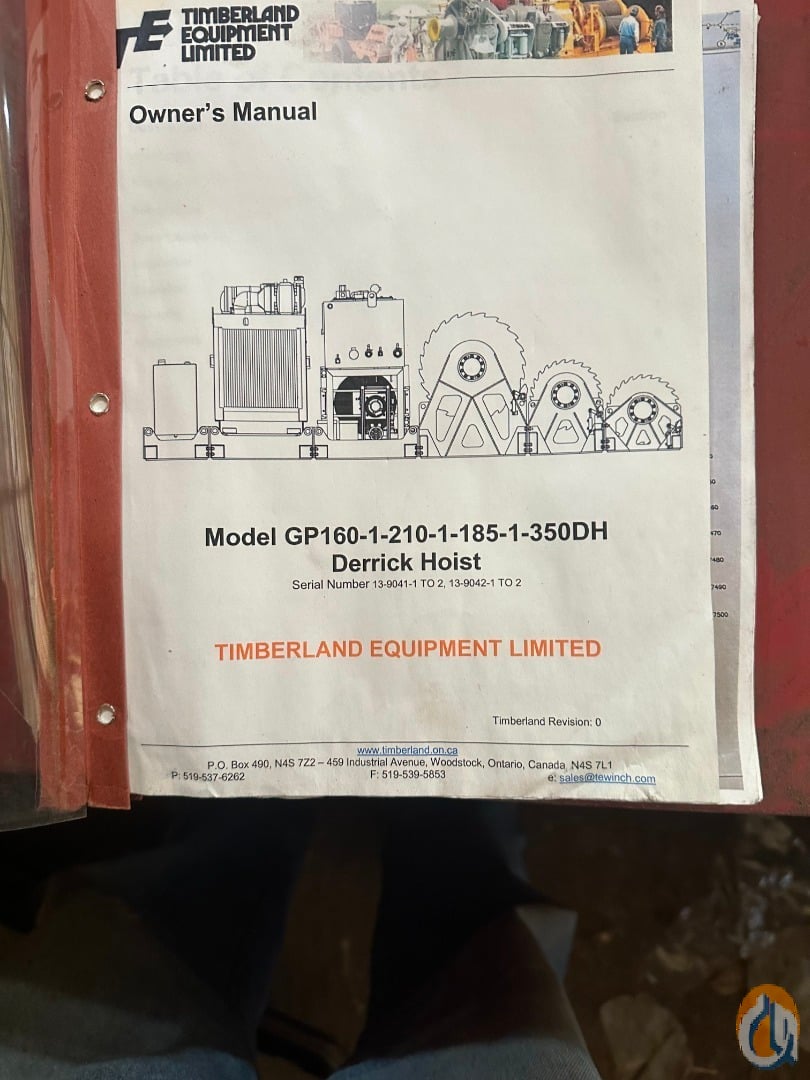 TE TIMBERLAND
EQUIPMENT
LIMITED
Owner's Manual
Model GP160-1-210-1-185-1-350DH
Derrick Hoist
Serial Number 13-9041-1 TO 2, 13-9042-1 TO 2
TIMBERLAND EQUIPMENT LIMITED
Timberland Revision: 0
www.timberland.on.ca
P.O. Box 490, N4S 7Z2 – 459 Industrial Avenue, Woodstock, Ontario, Canada N4S 7L1
P: 519-537-6262 F: 519-539-5853 e: sales@tewinch.com
7490
7500